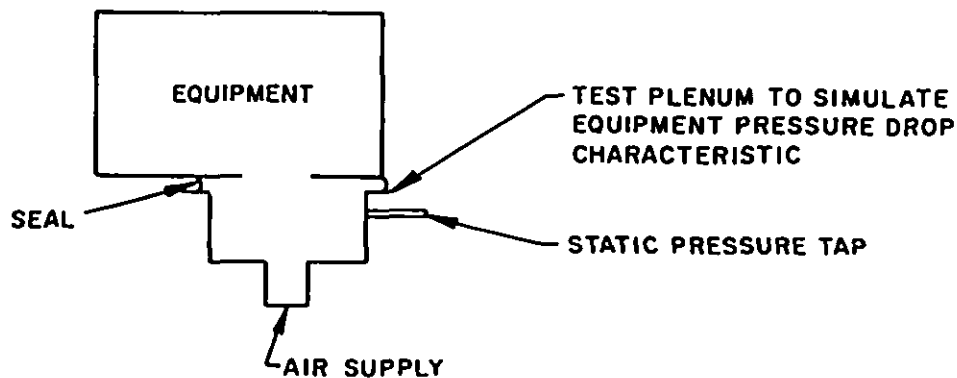 EQUIPMENT
TEST PLENUM TO SIMULATE
EQUIPMENT PRESSURE DROP
CHARACTERISTIC
SEAL
STATIC PRESSURE TAP
AIR SUPPLY